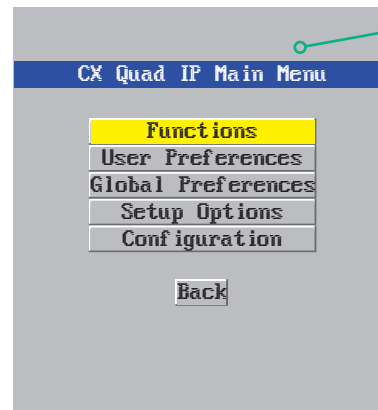 CX Quad IP Main Menu
Functions
User Preferences
Global Preferences
Setup Options
Configuration
Back